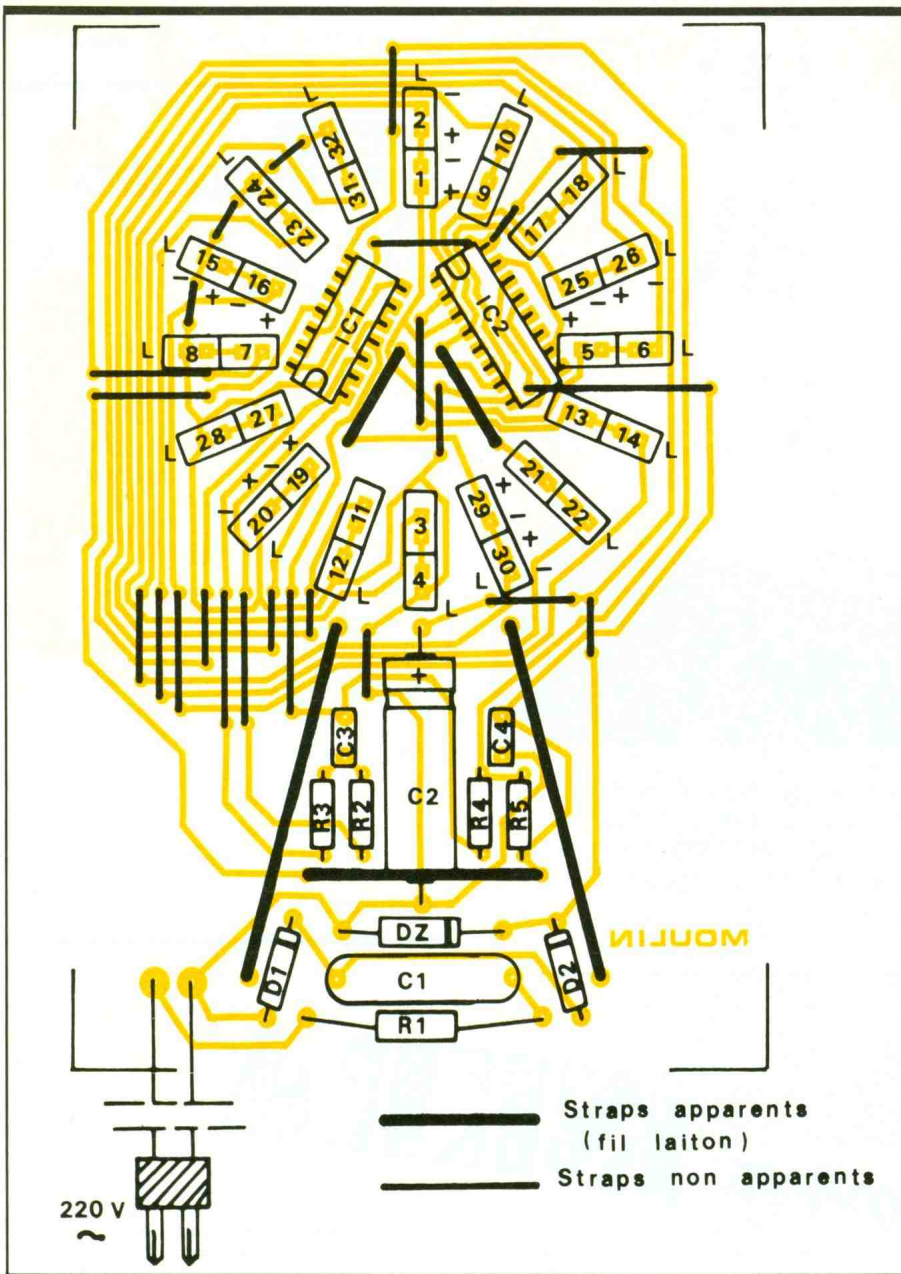 L
2 -
1 +
- +
L
10
9
L
18
17
L
26
25
- + - +
L
6
5
L
14
13
L
22
21
L
30
29
+ - + -
L
4
3
L
12
11
L
20
19
- + - +
L
28
27
L
8
7
L
15
16
- + - +
L
24
23
L
32
31
IC1
IC2
+
C3
C4
C2
R3
R2
R4
R5
DZ
D1
C1
D2
R1
MOULIN
Straps apparents
(fil laiton)
Straps non apparents
220 V
~